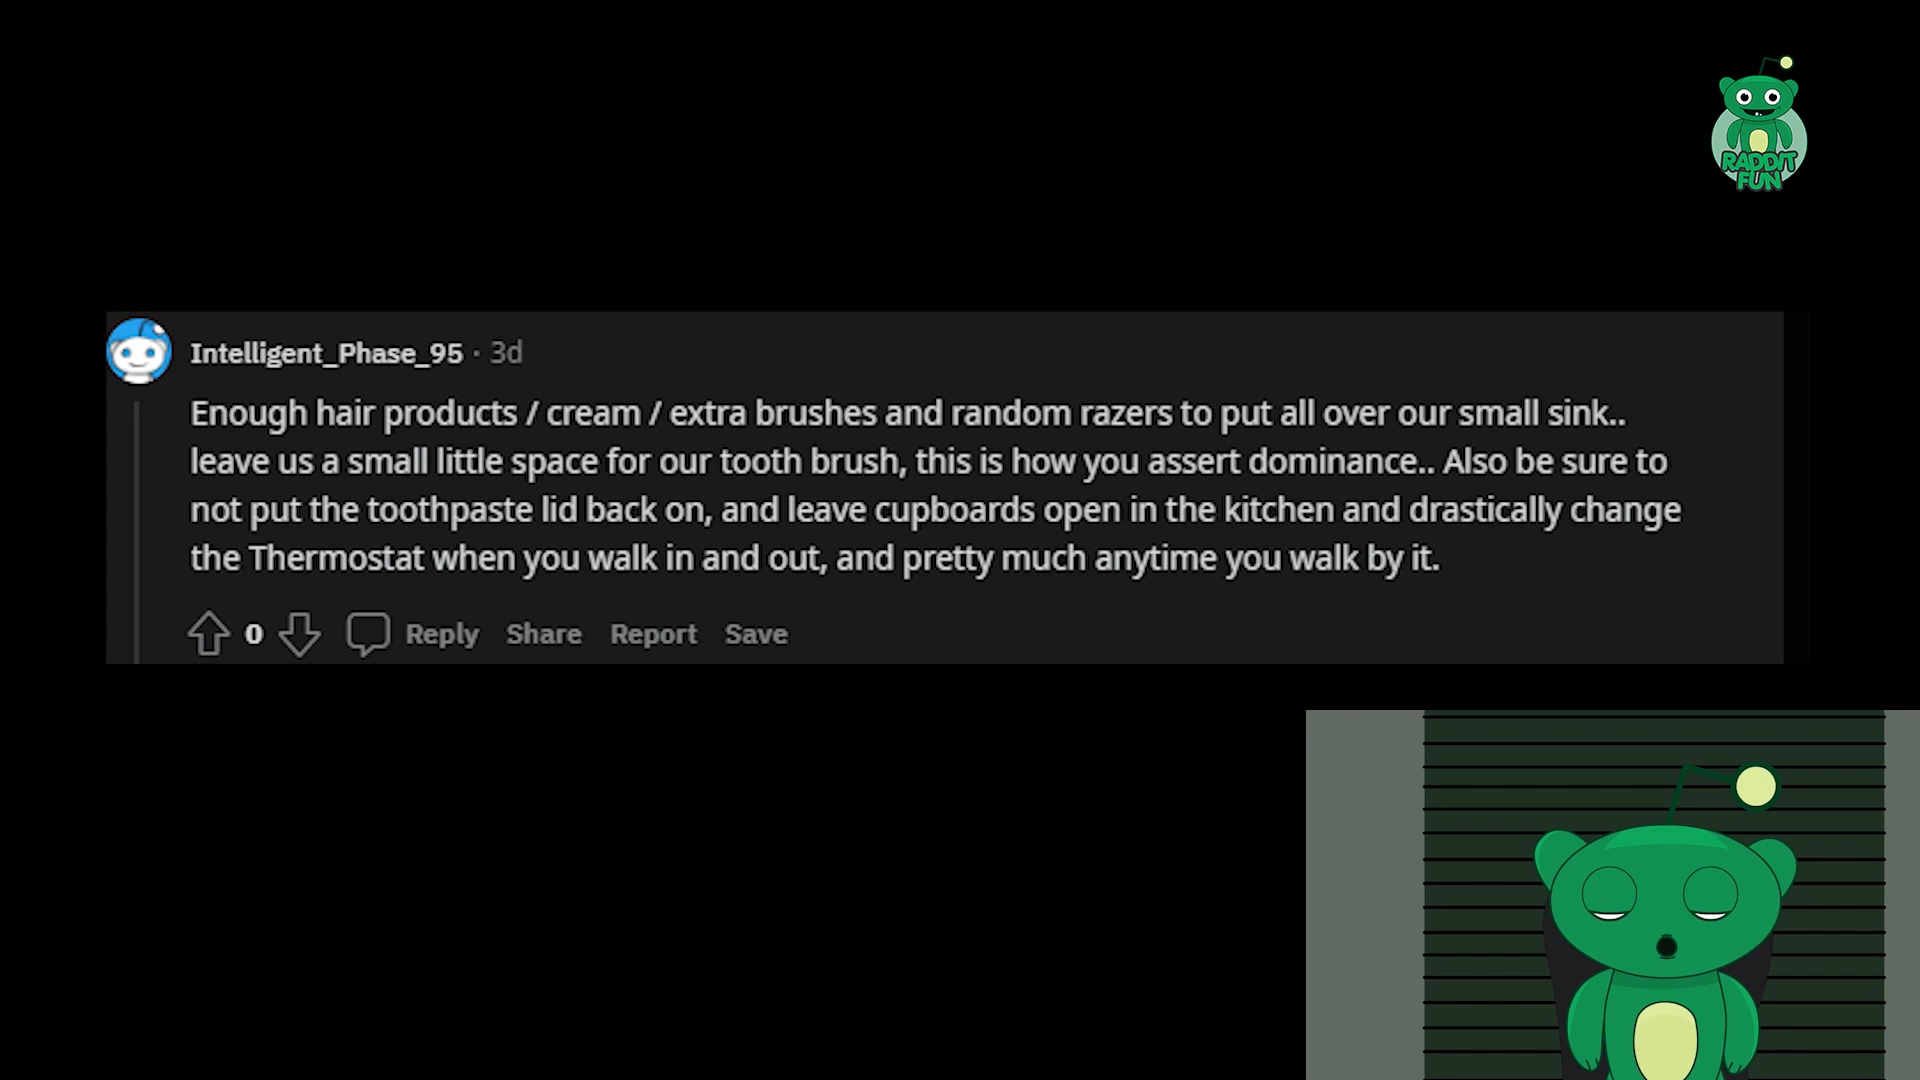 RADDIT
FUN
Intelligent_Phase_95 · 3d
Enough hair products / cream / extra brushes and random razers to put all over our small sink..
leave us a small little space for our tooth brush, this is how you assert dominance.. Also be sure to
not put the toothpaste lid back on, and leave cupboards open in the kitchen and drastically change
the Thermostat when you walk in and out, and pretty much anytime you walk by it.
0 Reply Share Report Save